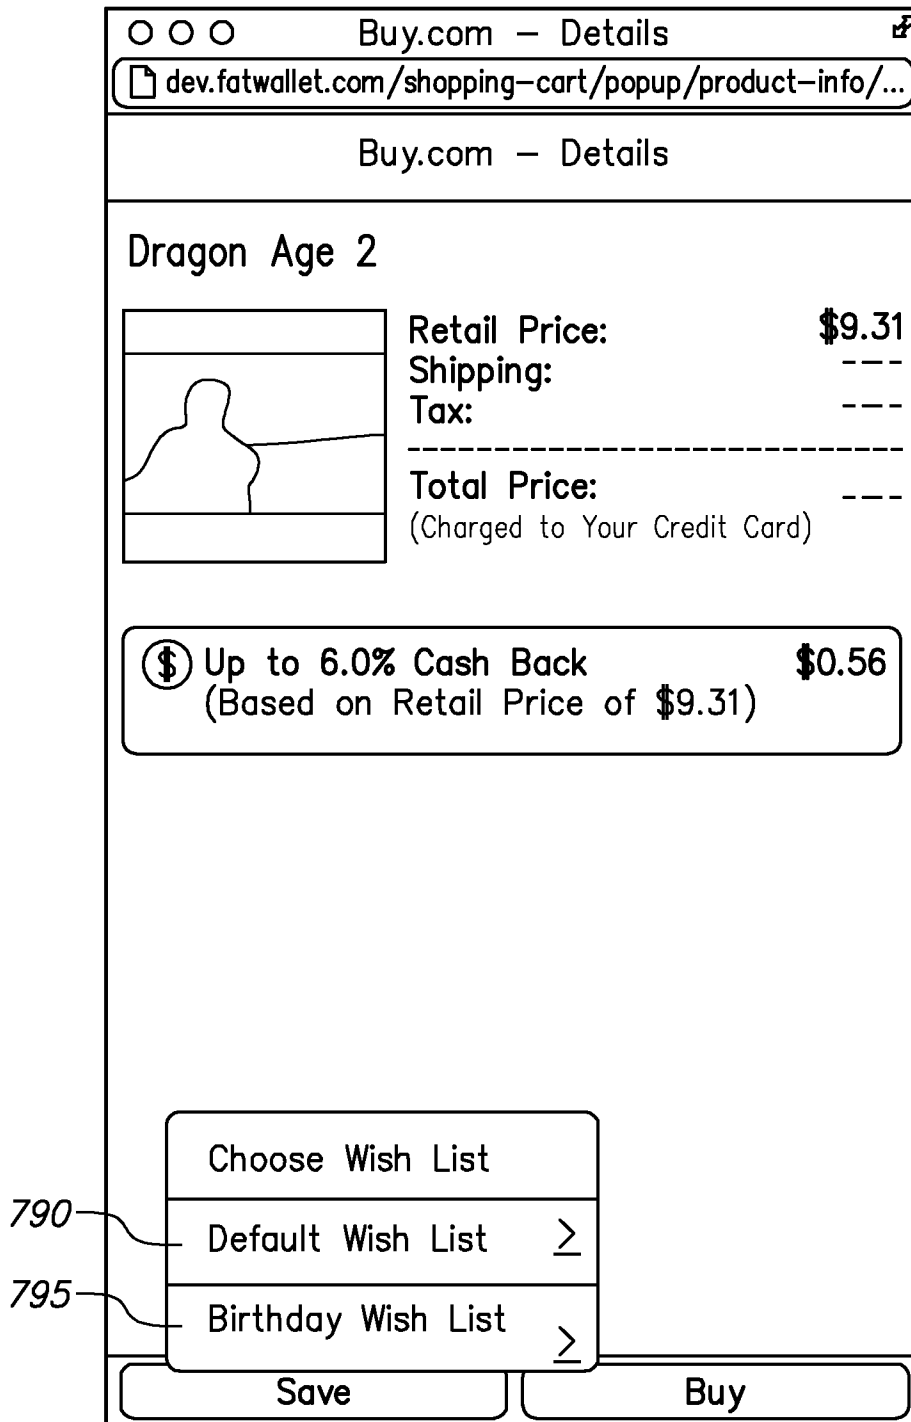 Buy.com – Details
dev.fatwallet.com/shopping-cart/popup/product-info/...
Buy.com – Details
Dragon Age 2
Retail Price: $9.31
Shipping: ---
Tax: ---
Total Price: ---
(Charged to Your Credit Card)
$ Up to 6.0% Cash Back $0.56
(Based on Retail Price of $9.31)
Choose Wish List
790 Default Wish List >
795 Birthday Wish List >
Save Buy